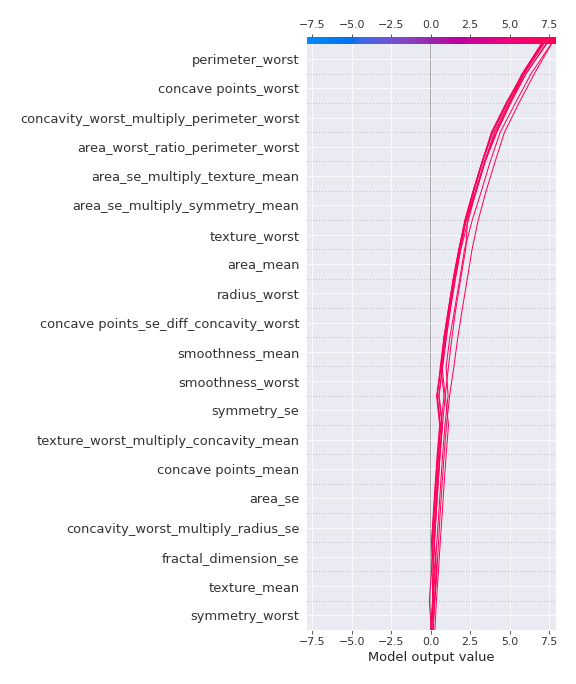 −7.5 −5.0 −2.5 0.0 2.5 5.0 7.5
perimeter_worst
concave points_worst
concavity_worst_multiply_perimeter_worst
area_worst_ratio_perimeter_worst
area_se_multiply_texture_mean
area_se_multiply_symmetry_mean
texture_worst
area_mean
radius_worst
concave points_se_diff_concavity_worst
smoothness_mean
smoothness_worst
symmetry_se
texture_worst_multiply_concavity_mean
concave points_mean
area_se
concavity_worst_multiply_radius_se
fractal_dimension_se
texture_mean
symmetry_worst
−7.5 −5.0 −2.5 0.0 2.5 5.0 7.5
Model output value